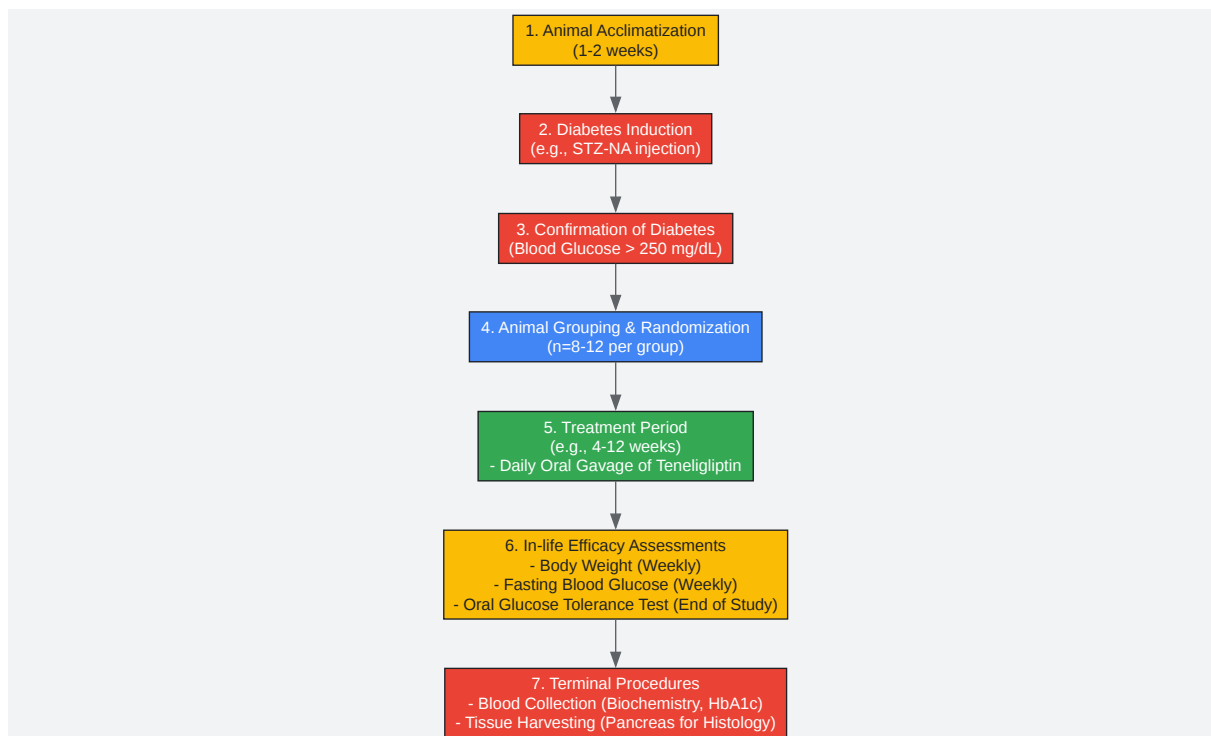 1. Animal Acclimatization
(1-2 weeks)
2. Diabetes Induction
(e.g., STZ-NA injection)
3. Confirmation of Diabetes
(Blood Glucose > 250 mg/dL)
4. Animal Grouping & Randomization
(n=8-12 per group)
5. Treatment Period
(e.g., 4-12 weeks)
- Daily Oral Gavage of Teneligliptin
6. In-life Efficacy Assessments
- Body Weight (Weekly)
- Fasting Blood Glucose (Weekly)
- Oral Glucose Tolerance Test (End of Study)
7. Terminal Procedures
- Blood Collection (Biochemistry, HbA1c)
- Tissue Harvesting (Pancreas for Histology)